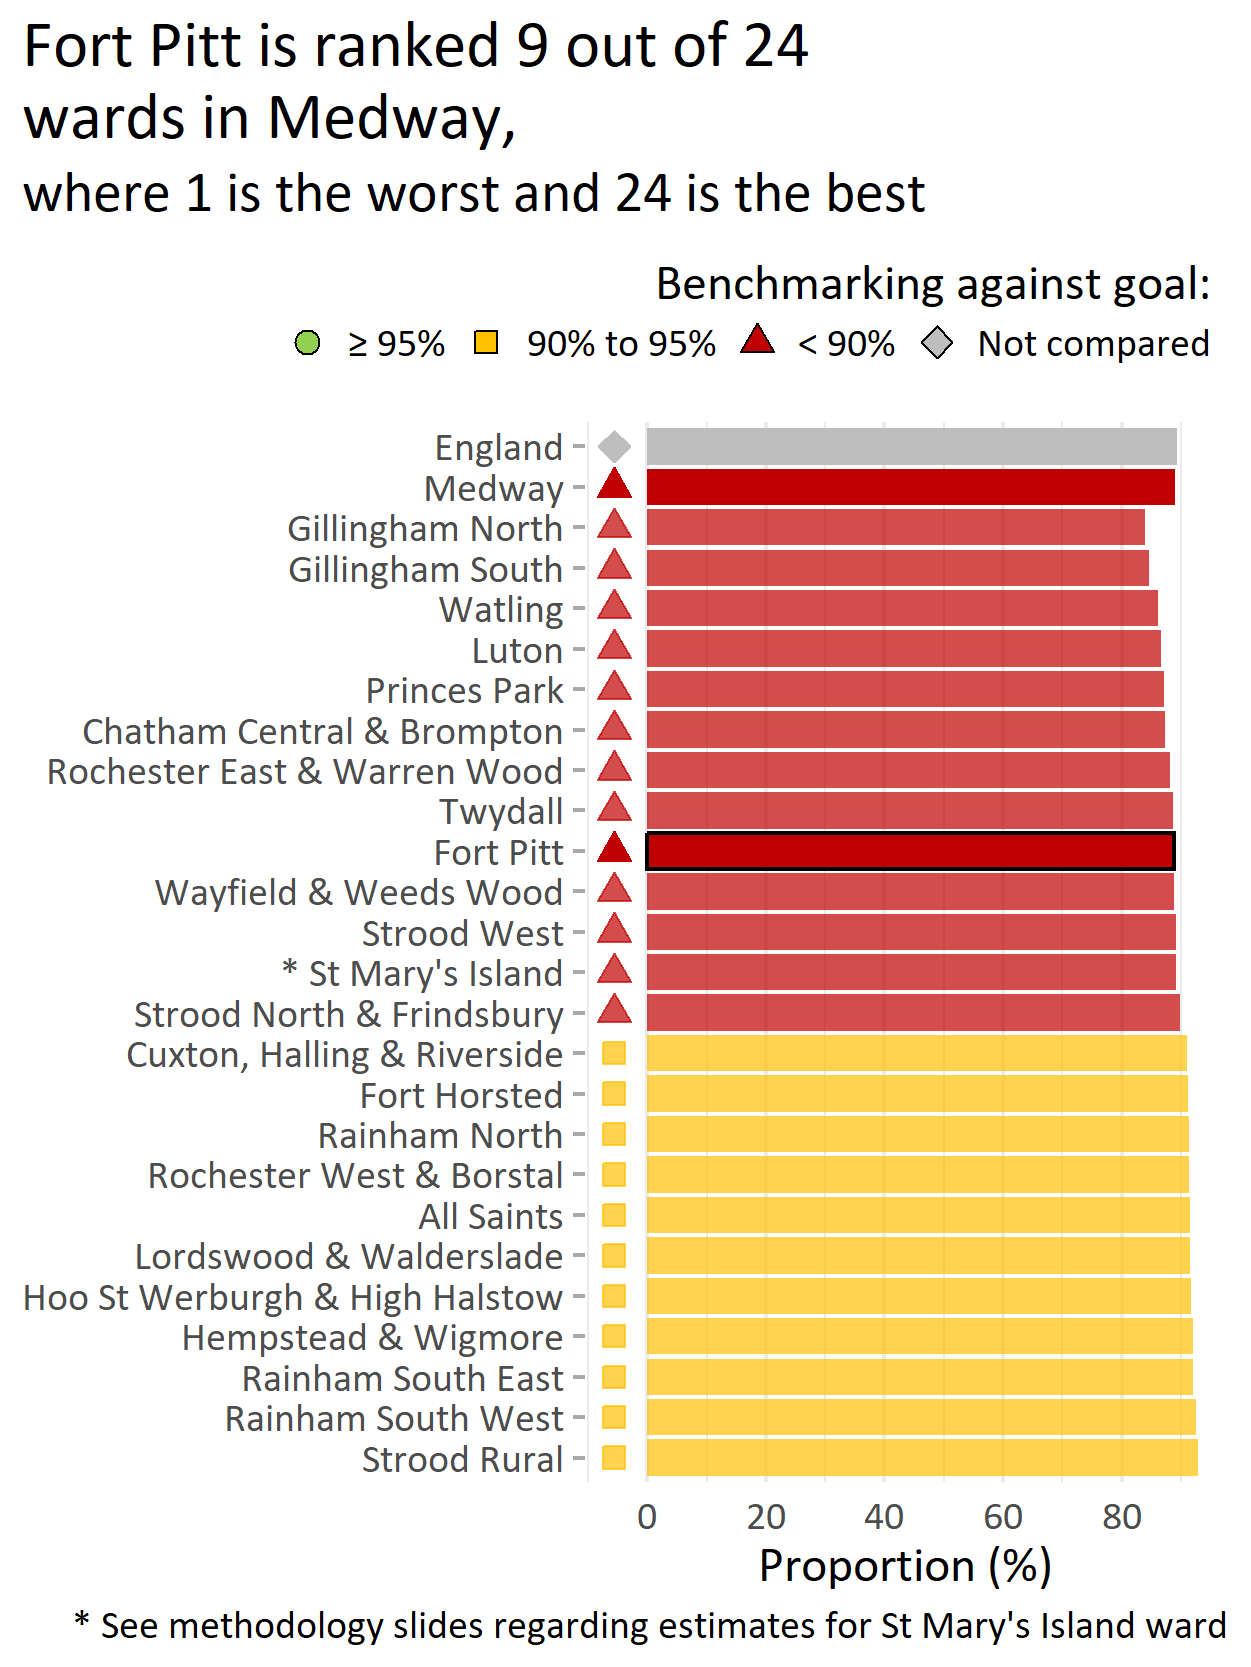 Fort Pitt is ranked 9 out of 24
wards in Medway,
where 1 is the worst and 24 is the best
Benchmarking against goal:
≥ 95% 90% to 95% < 90% Not compared
England
Medway
Gillingham North
Gillingham South
Watling
Luton
Princes Park
Chatham Central & Brompton
Rochester East & Warren Wood
Twydall
Fort Pitt
Wayfield & Weeds Wood
Strood West
* St Mary's Island
Strood North & Frindsbury
Cuxton, Halling & Riverside
Fort Horsted
Rainham North
Rochester West & Borstal
All Saints
Lordswood & Walderslade
Hoo St Werburgh & High Halstow
Hempstead & Wigmore
Rainham South East
Rainham South West
Strood Rural
0 20 40 60 80
Proportion (%)
* See methodology slides regarding estimates for St Mary's Island ward